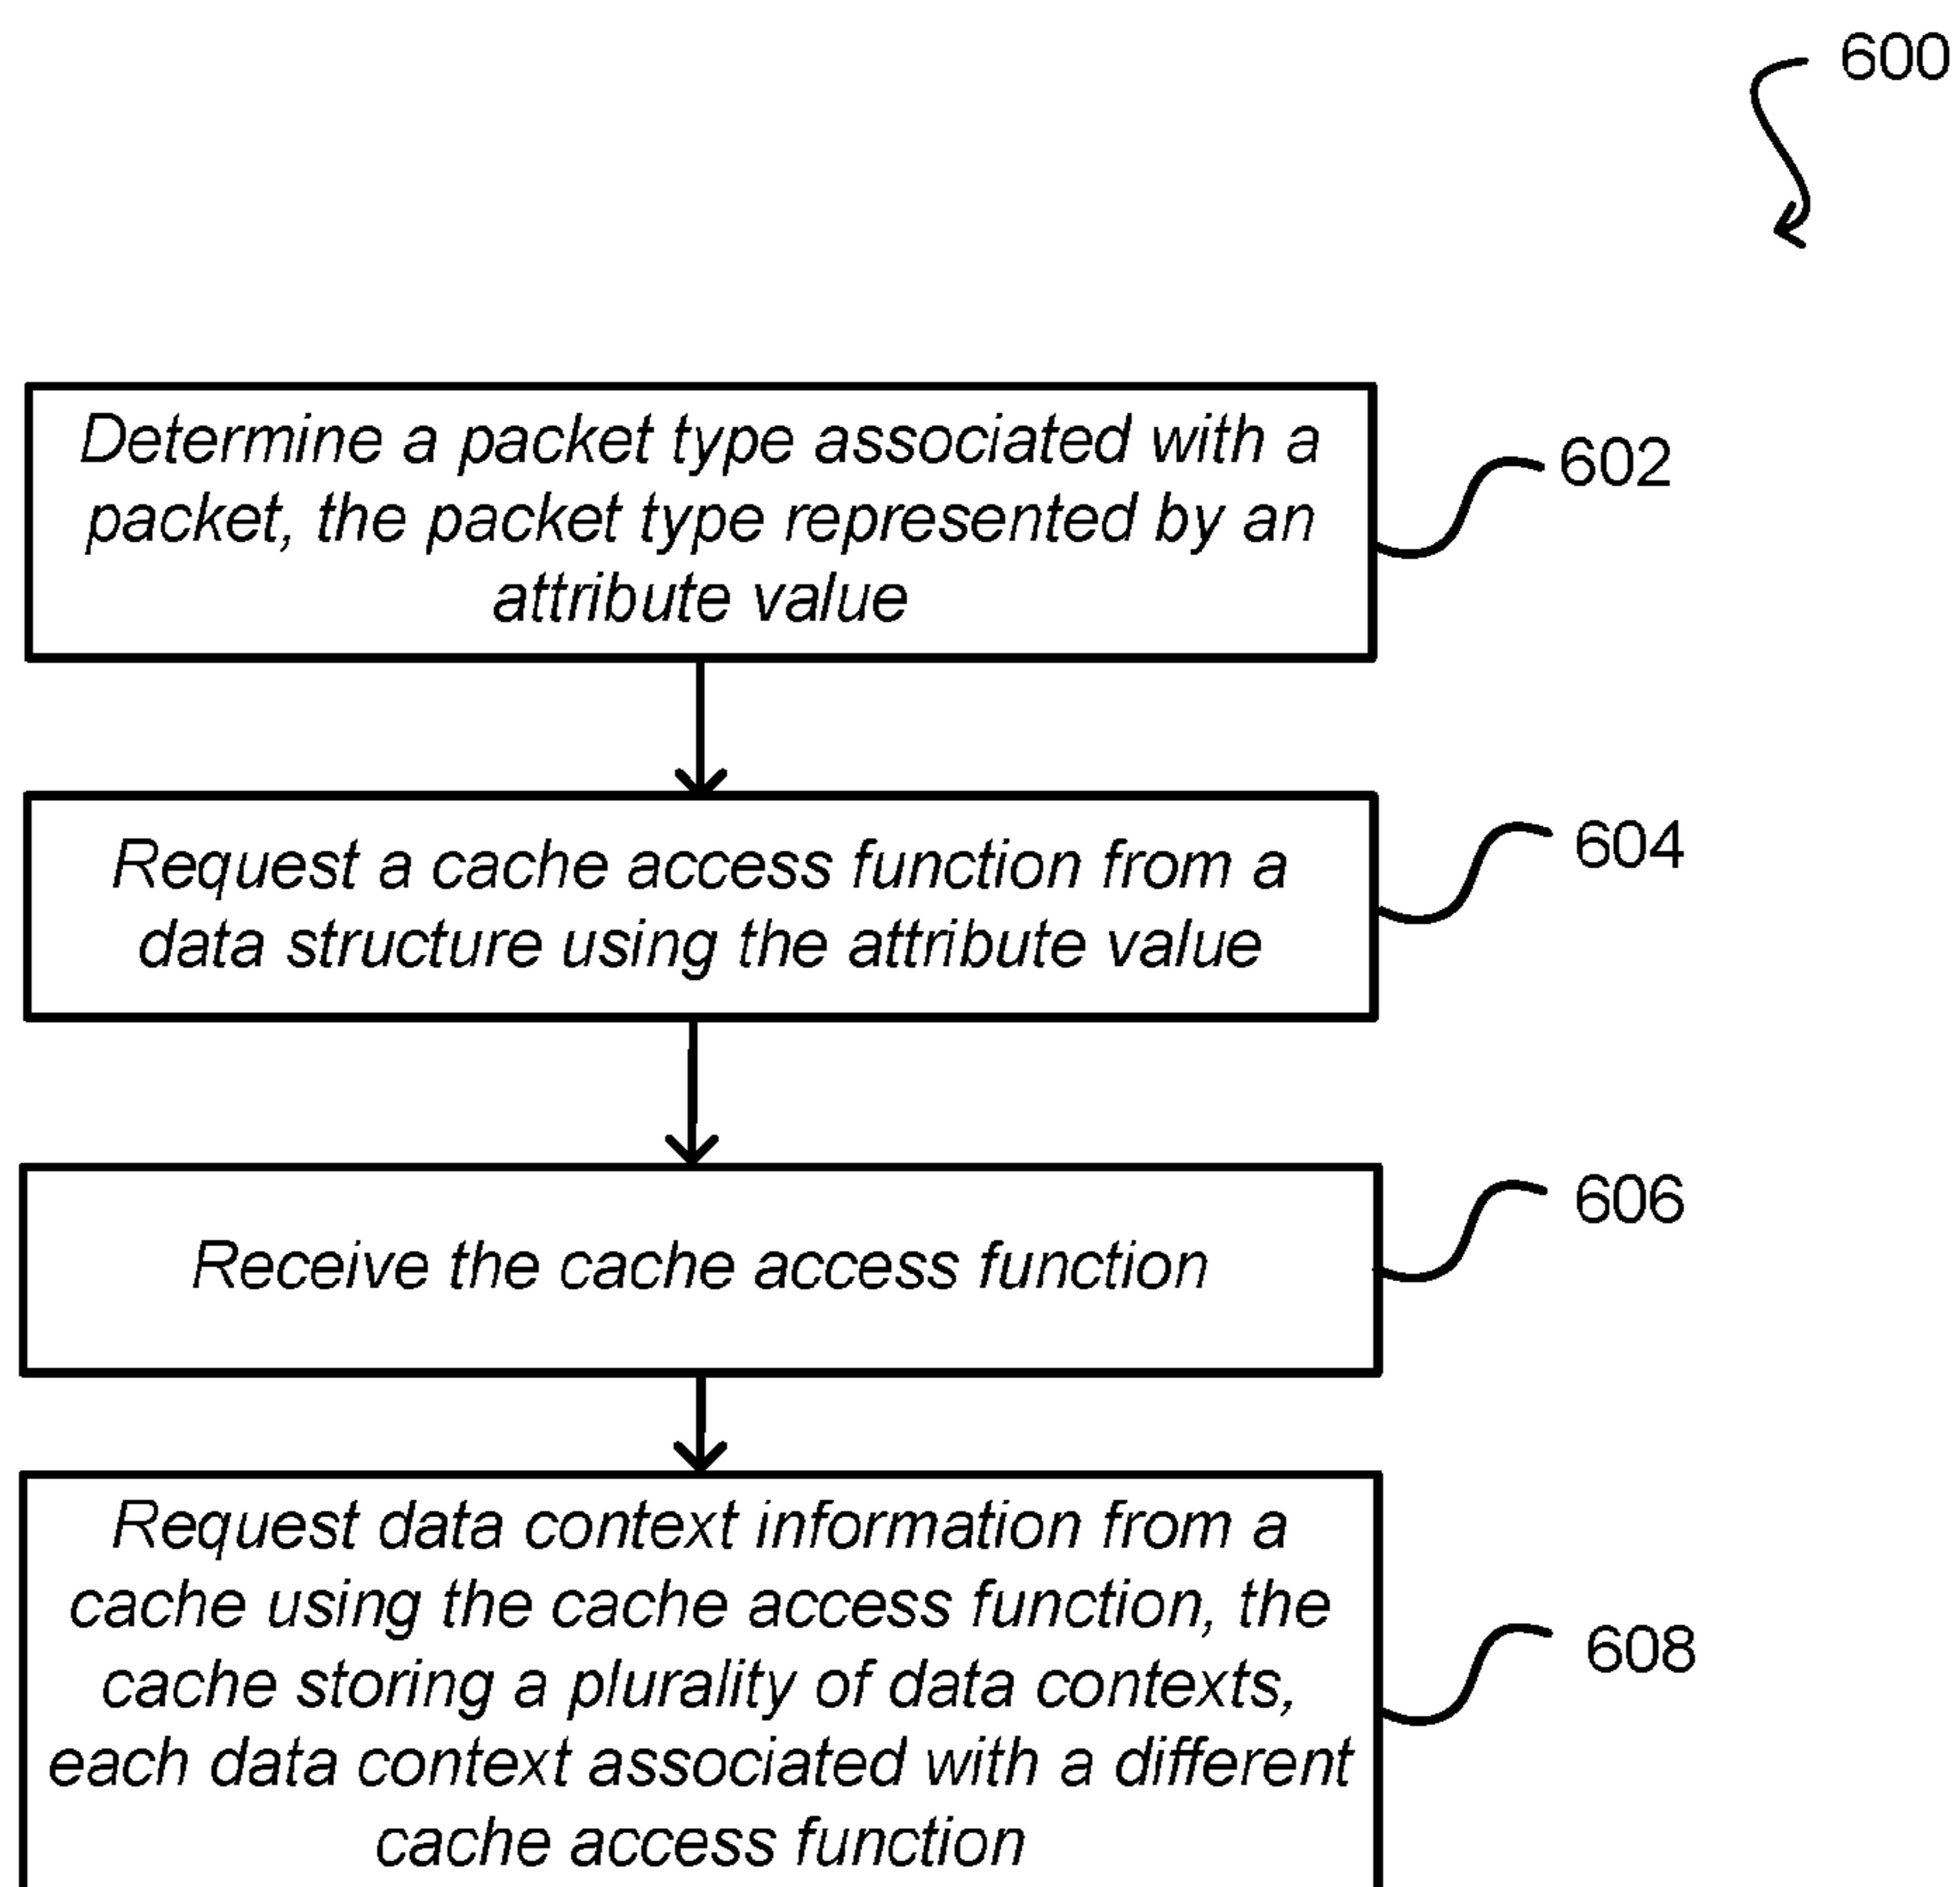 600
Determine a packet type associated with a
packet, the packet type represented by an
attribute value
602
Request a cache access function from a
data structure using the attribute value
604
Receive the cache access function
606
Request data context information from a
cache using the cache access function, the
cache storing a plurality of data contexts,
each data context associated with a different
cache access function
608